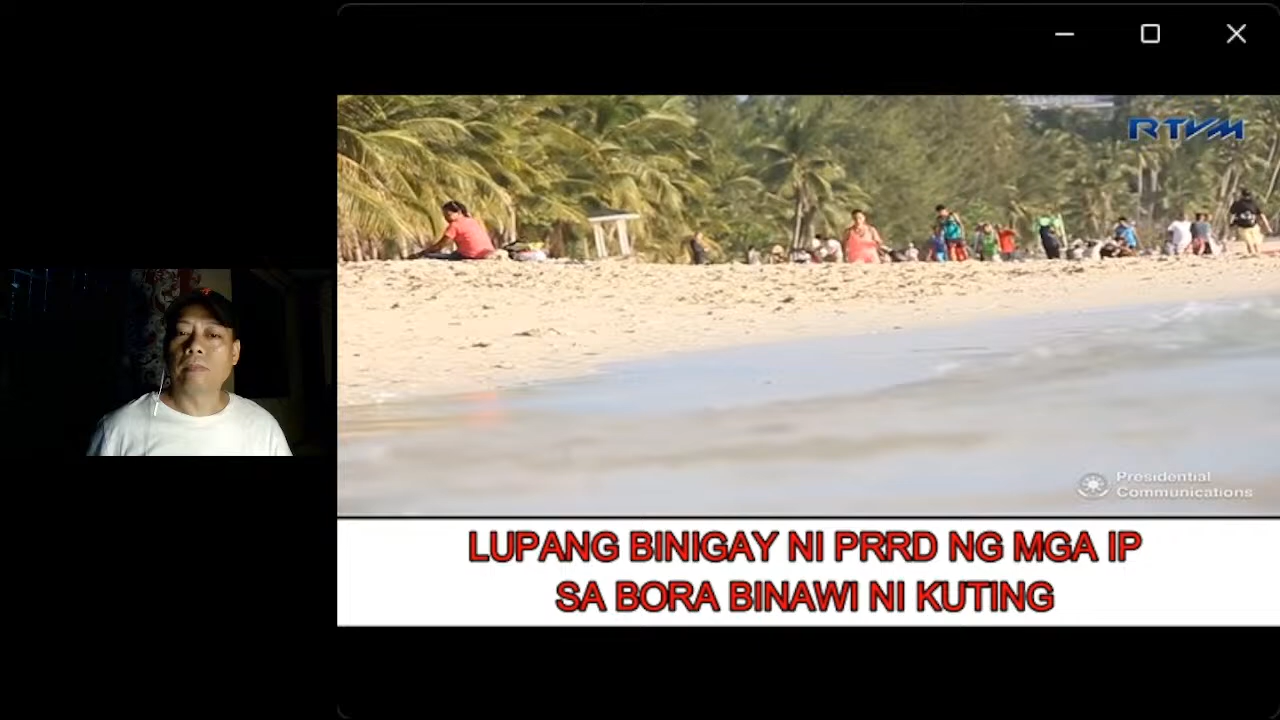 RTVM
Presidential
Communications
LUPANG BINIGAY NI PRRD NG MGA IP
SA BORA BINAWI NI KUTING